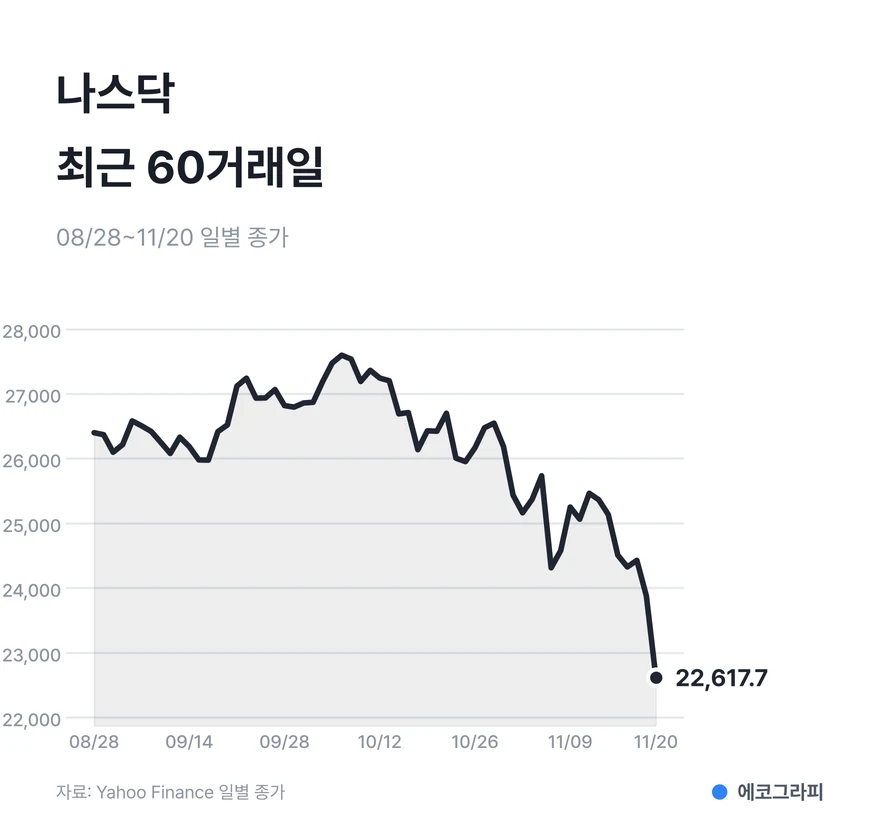 나스닥
최근 60거래일
08/28~11/20 일별 종가
28,000
27,000
26,000
25,000
24,000
23,000
22,617.7
22,000
08/28 09/14 09/28 10/12 10/26 11/09 11/20
자료: Yahoo Finance 일별 종가
에코그라피